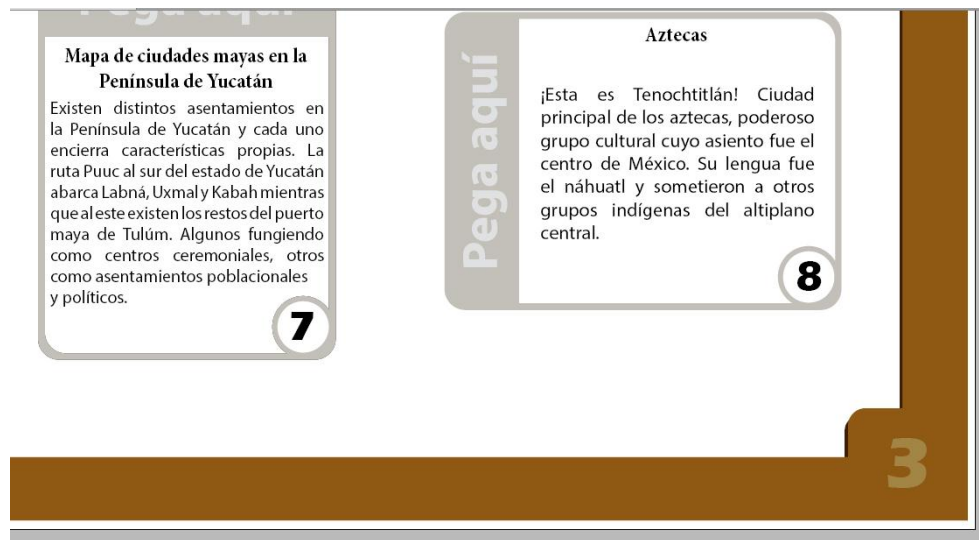 Pega aquí
Mapa de ciudades mayas en la
Península de Yucatán
Existen distintos asentamientos en
la Península de Yucatán y cada uno
encierra características propias. La
ruta Puuc al sur del estado de Yucatán
abarca Labná, Uxmal y Kabah mientras
que al este existen los restos del puerto
maya de Tulúm. Algunos fungiendo
como centros ceremoniales, otros
como asentamientos poblacionales
y políticos.
7
Pega aquí
Aztecas
¡Esta es Tenochtitlán! Ciudad
principal de los aztecas, poderoso
grupo cultural cuyo asiento fue el
centro de México. Su lengua fue
el náhuatl y sometieron a otros
grupos indígenas del altiplano
central.
8
3